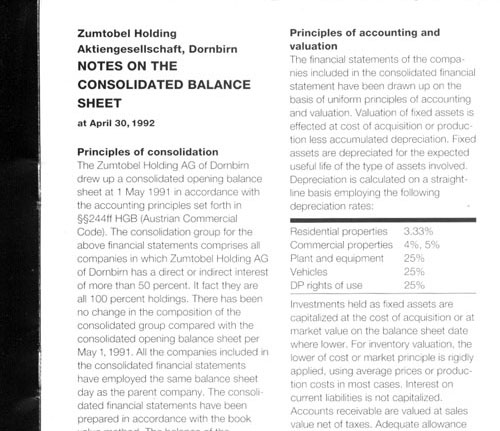 Zumtobel Holding
Aktiengesellschaft, Dornbirn
NOTES ON THE
CONSOLIDATED BALANCE
SHEET
at April 30, 1992
Principles of consolidation
The Zumtobel Holding AG of Dornbirn
drew up a consolidated opening balance
sheet at 1 May 1991 in accordance with
the accounting principles set forth in
§§244ff HGB (Austrian Commercial
Code). The consolidation group for the
above financial statements comprises all
companies in which Zumtobel Holding AG
of Dornbirn has a direct or indirect interest
of more than 50 percent. It fact they are
all 100 percent holdings. There has been
no change in the composition of the
consolidated group compared with the
consolidated opening balance sheet per
May 1, 1991. All the companies included in
the consolidated financial statements
have employed the same balance sheet
day as the parent company. The consoli-
dated financial statements have been
prepared in accordance with the book
value method. The balance of the
Principles of accounting and
valuation
The financial statements of the compa-
nies included in the consolidated financial
statement have been drawn up on the
basis of uniform principles of accounting
and valuation. Valuation of fixed assets is
effected at cost of acquisition or produc-
tion less accumulated depreciation. Fixed
assets are depreciated for the expected
useful life of the type of assets involved.
Depreciation is calculated on a straight-
line basis employing the following
depreciation rates:
Residential properties 3.33%
Commercial properties 4%, 5%
Plant and equipment 25%
Vehicles 25%
DP rights of use 25%
Investments held as fixed assets are
capitalized at the cost of acquisition or at
market value on the balance sheet date
where lower. For inventory valuation, the
lower of cost or market principle is rigidly
applied, using average prices or produc-
tion costs in most cases. Interest on
current liabilities is not capitalized.
Accounts receivable are valued at sales
value net of taxes. Adequate allowance